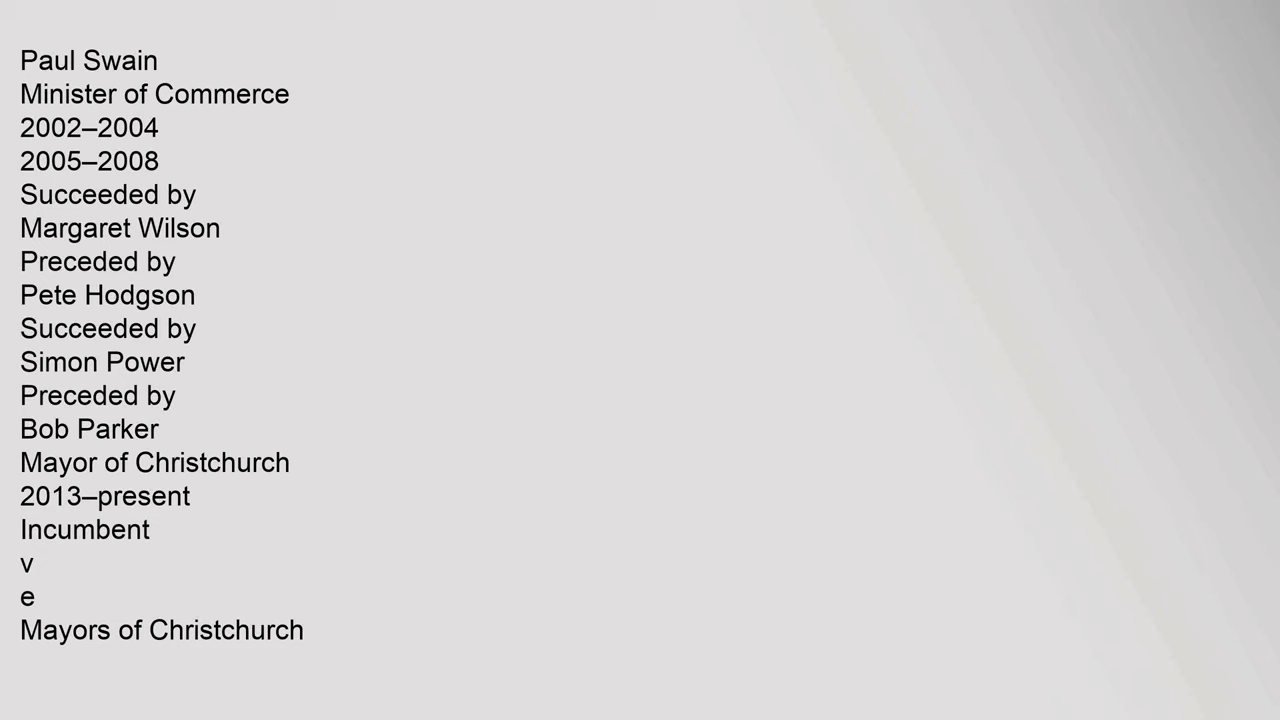 Paul Swain
Minister of Commerce
2002–2004
2005–2008
Succeeded by
Margaret Wilson
Preceded by
Pete Hodgson
Succeeded by
Simon Power
Preceded by
Bob Parker
Mayor of Christchurch
2013–present
Incumbent
v
e
Mayors of Christchurch